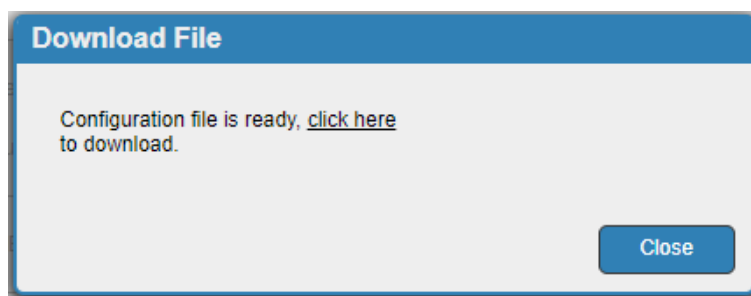 Download File
Configuration file is ready, click here
to download.
Close